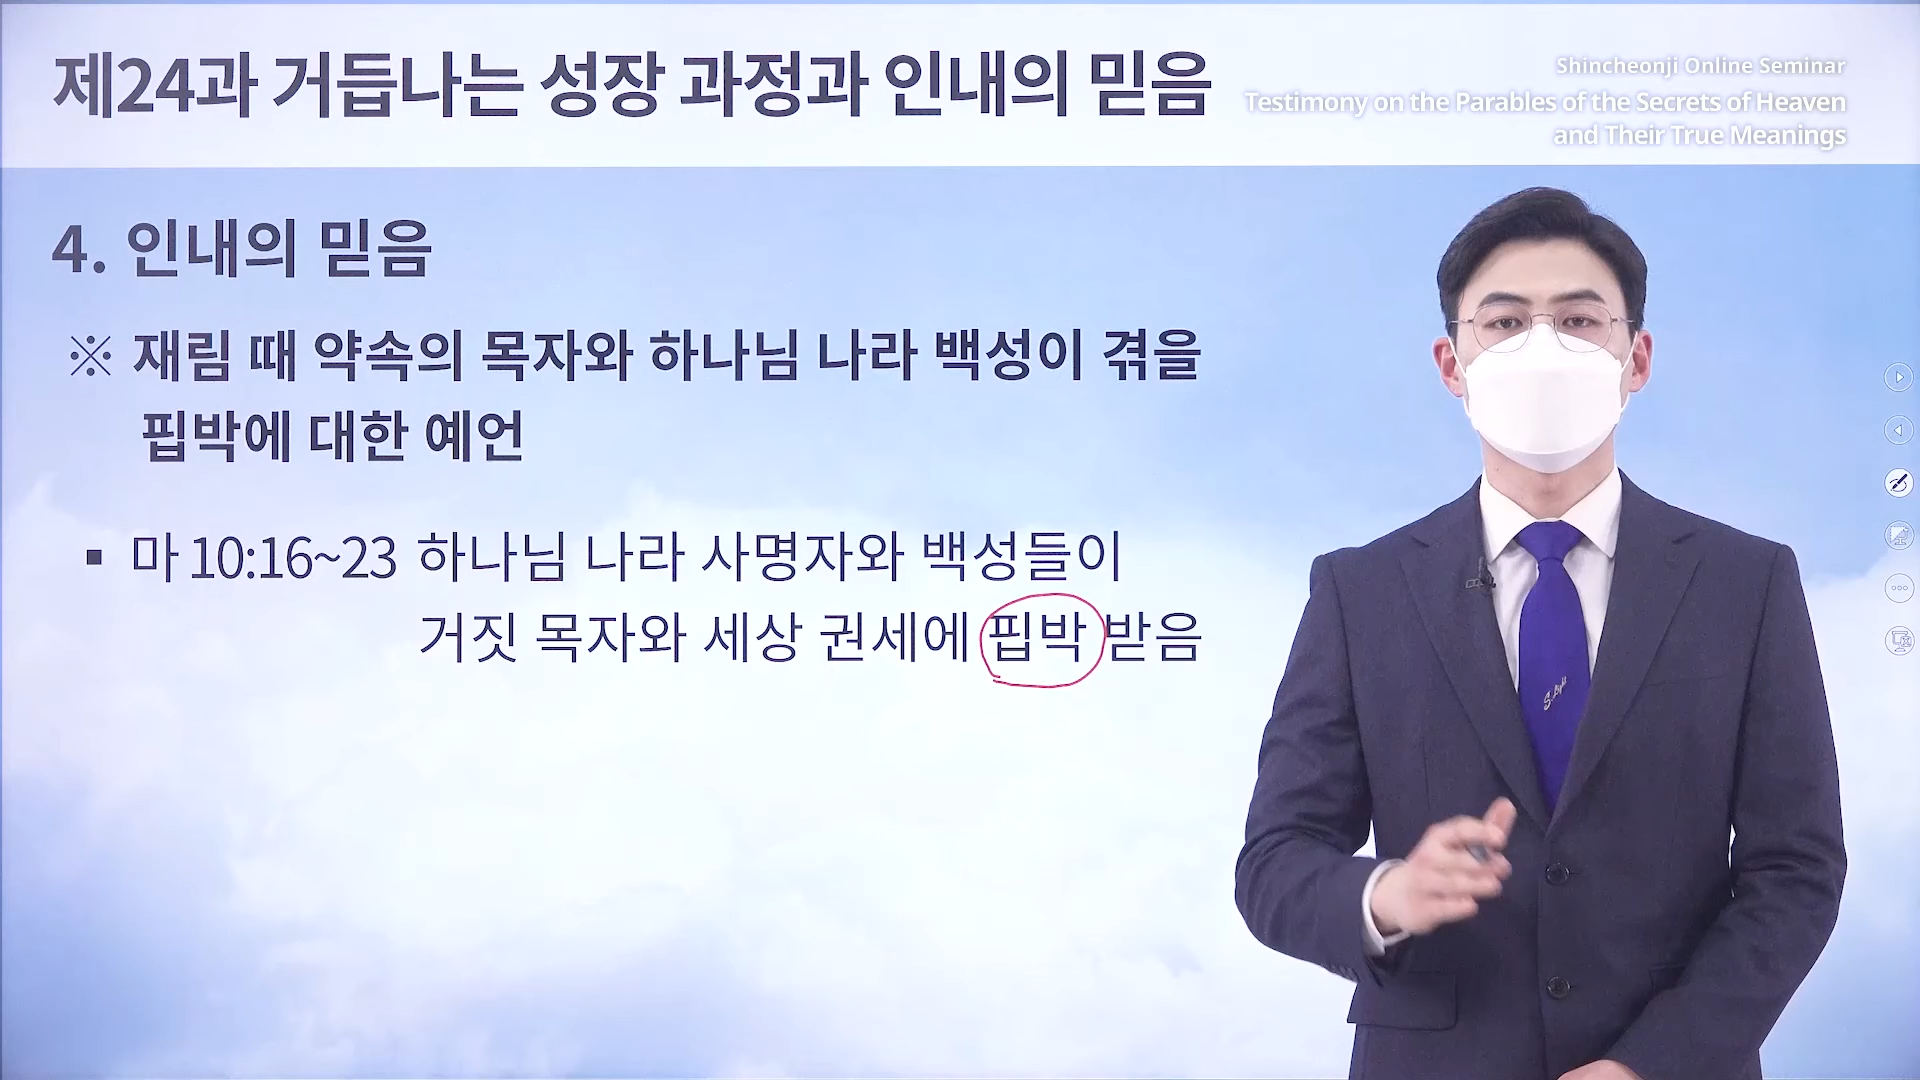 제24과 거듭나는 성장 과정과 인내의 믿음
Shincheonji Online Seminar
Testimony on the Parables of the Secrets of Heaven
and Their True Meanings
4. 인내의 믿음
※ 재림 때 약속의 목자와 하나님 나라 백성이 겪을
핍박에 대한 예언
▪ 마 10:16~23 하나님 나라 사명자와 백성들이
거짓 목자와 세상 권세에 핍박 받음
S.Light